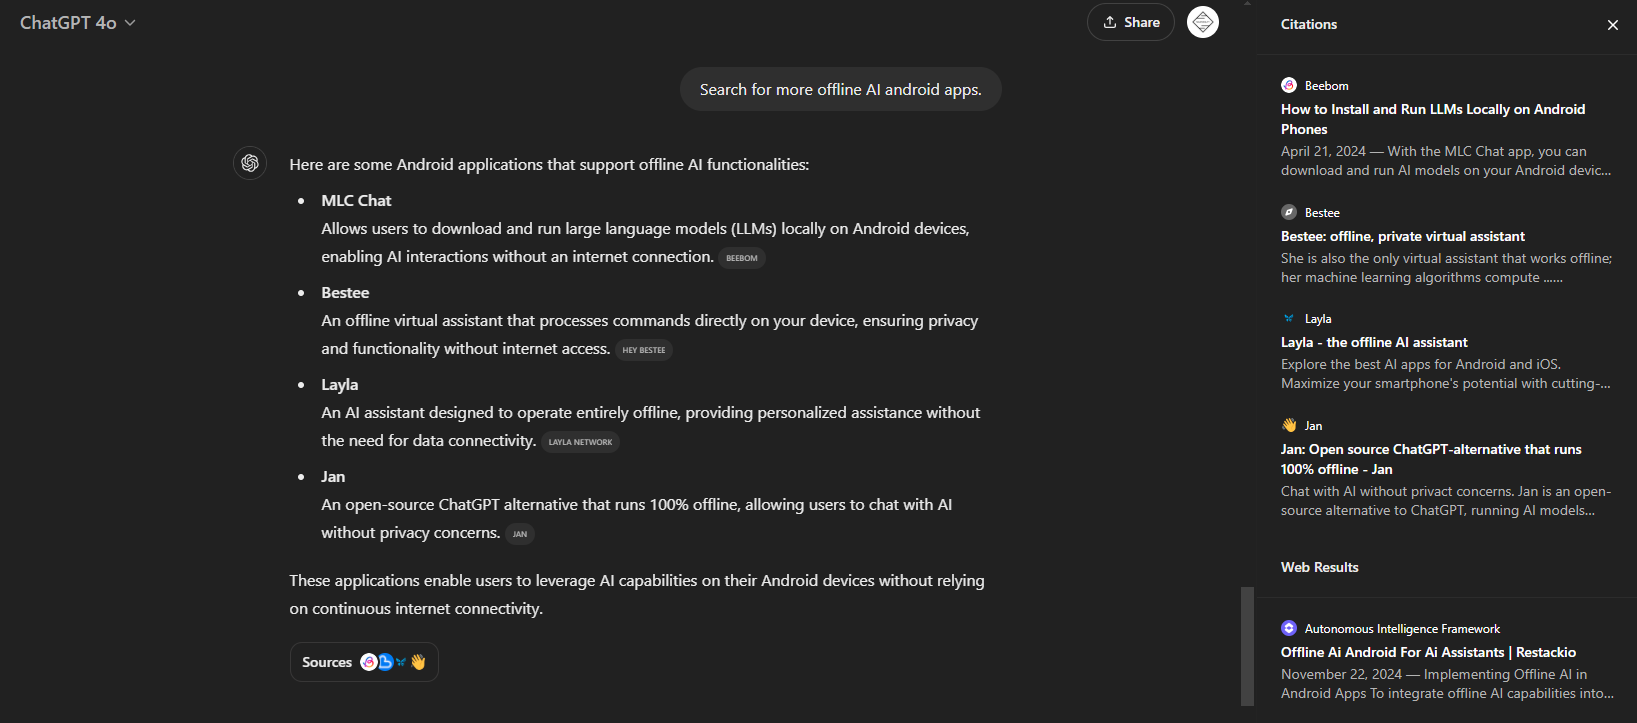 ChatGPT 4o
Share
Search for more offline AI android apps.
Here are some Android applications that support offline AI functionalities:
• MLC Chat
Allows users to download and run large language models (LLMs) locally on Android devices,
enabling AI interactions without an internet connection. BEEBOM
• Bestee
An offline virtual assistant that processes commands directly on your device, ensuring privacy
and functionality without internet access. HEY BESTEE
• Layla
An AI assistant designed to operate entirely offline, providing personalized assistance without
the need for data connectivity. LAYLA NETWORK
• Jan
An open-source ChatGPT alternative that runs 100% offline, allowing users to chat with AI
without privacy concerns. JAN
These applications enable users to leverage AI capabilities on their Android devices without relying
on continuous internet connectivity.
Sources
Citations
Beebom
How to Install and Run LLMs Locally on Android
Phones
April 21, 2024 — With the MLC Chat app, you can
download and run AI models on your Android devic...
Bestee
Bestee: offline, private virtual assistant
She is also the only virtual assistant that works offline;
her machine learning algorithms compute ......
Layla
Layla - the offline AI assistant
Explore the best AI apps for Android and iOS.
Maximize your smartphone's potential with cutting-...
Jan
Jan: Open source ChatGPT-alternative that runs
100% offline - Jan
Chat with AI without privact concerns. Jan is an open-
source alternative to ChatGPT, running AI models...
Web Results
Autonomous Intelligence Framework
Offline Ai Android For Ai Assistants | Restackio
November 22, 2024 — Implementing Offline AI in
Android Apps To integrate offline AI capabilities into...